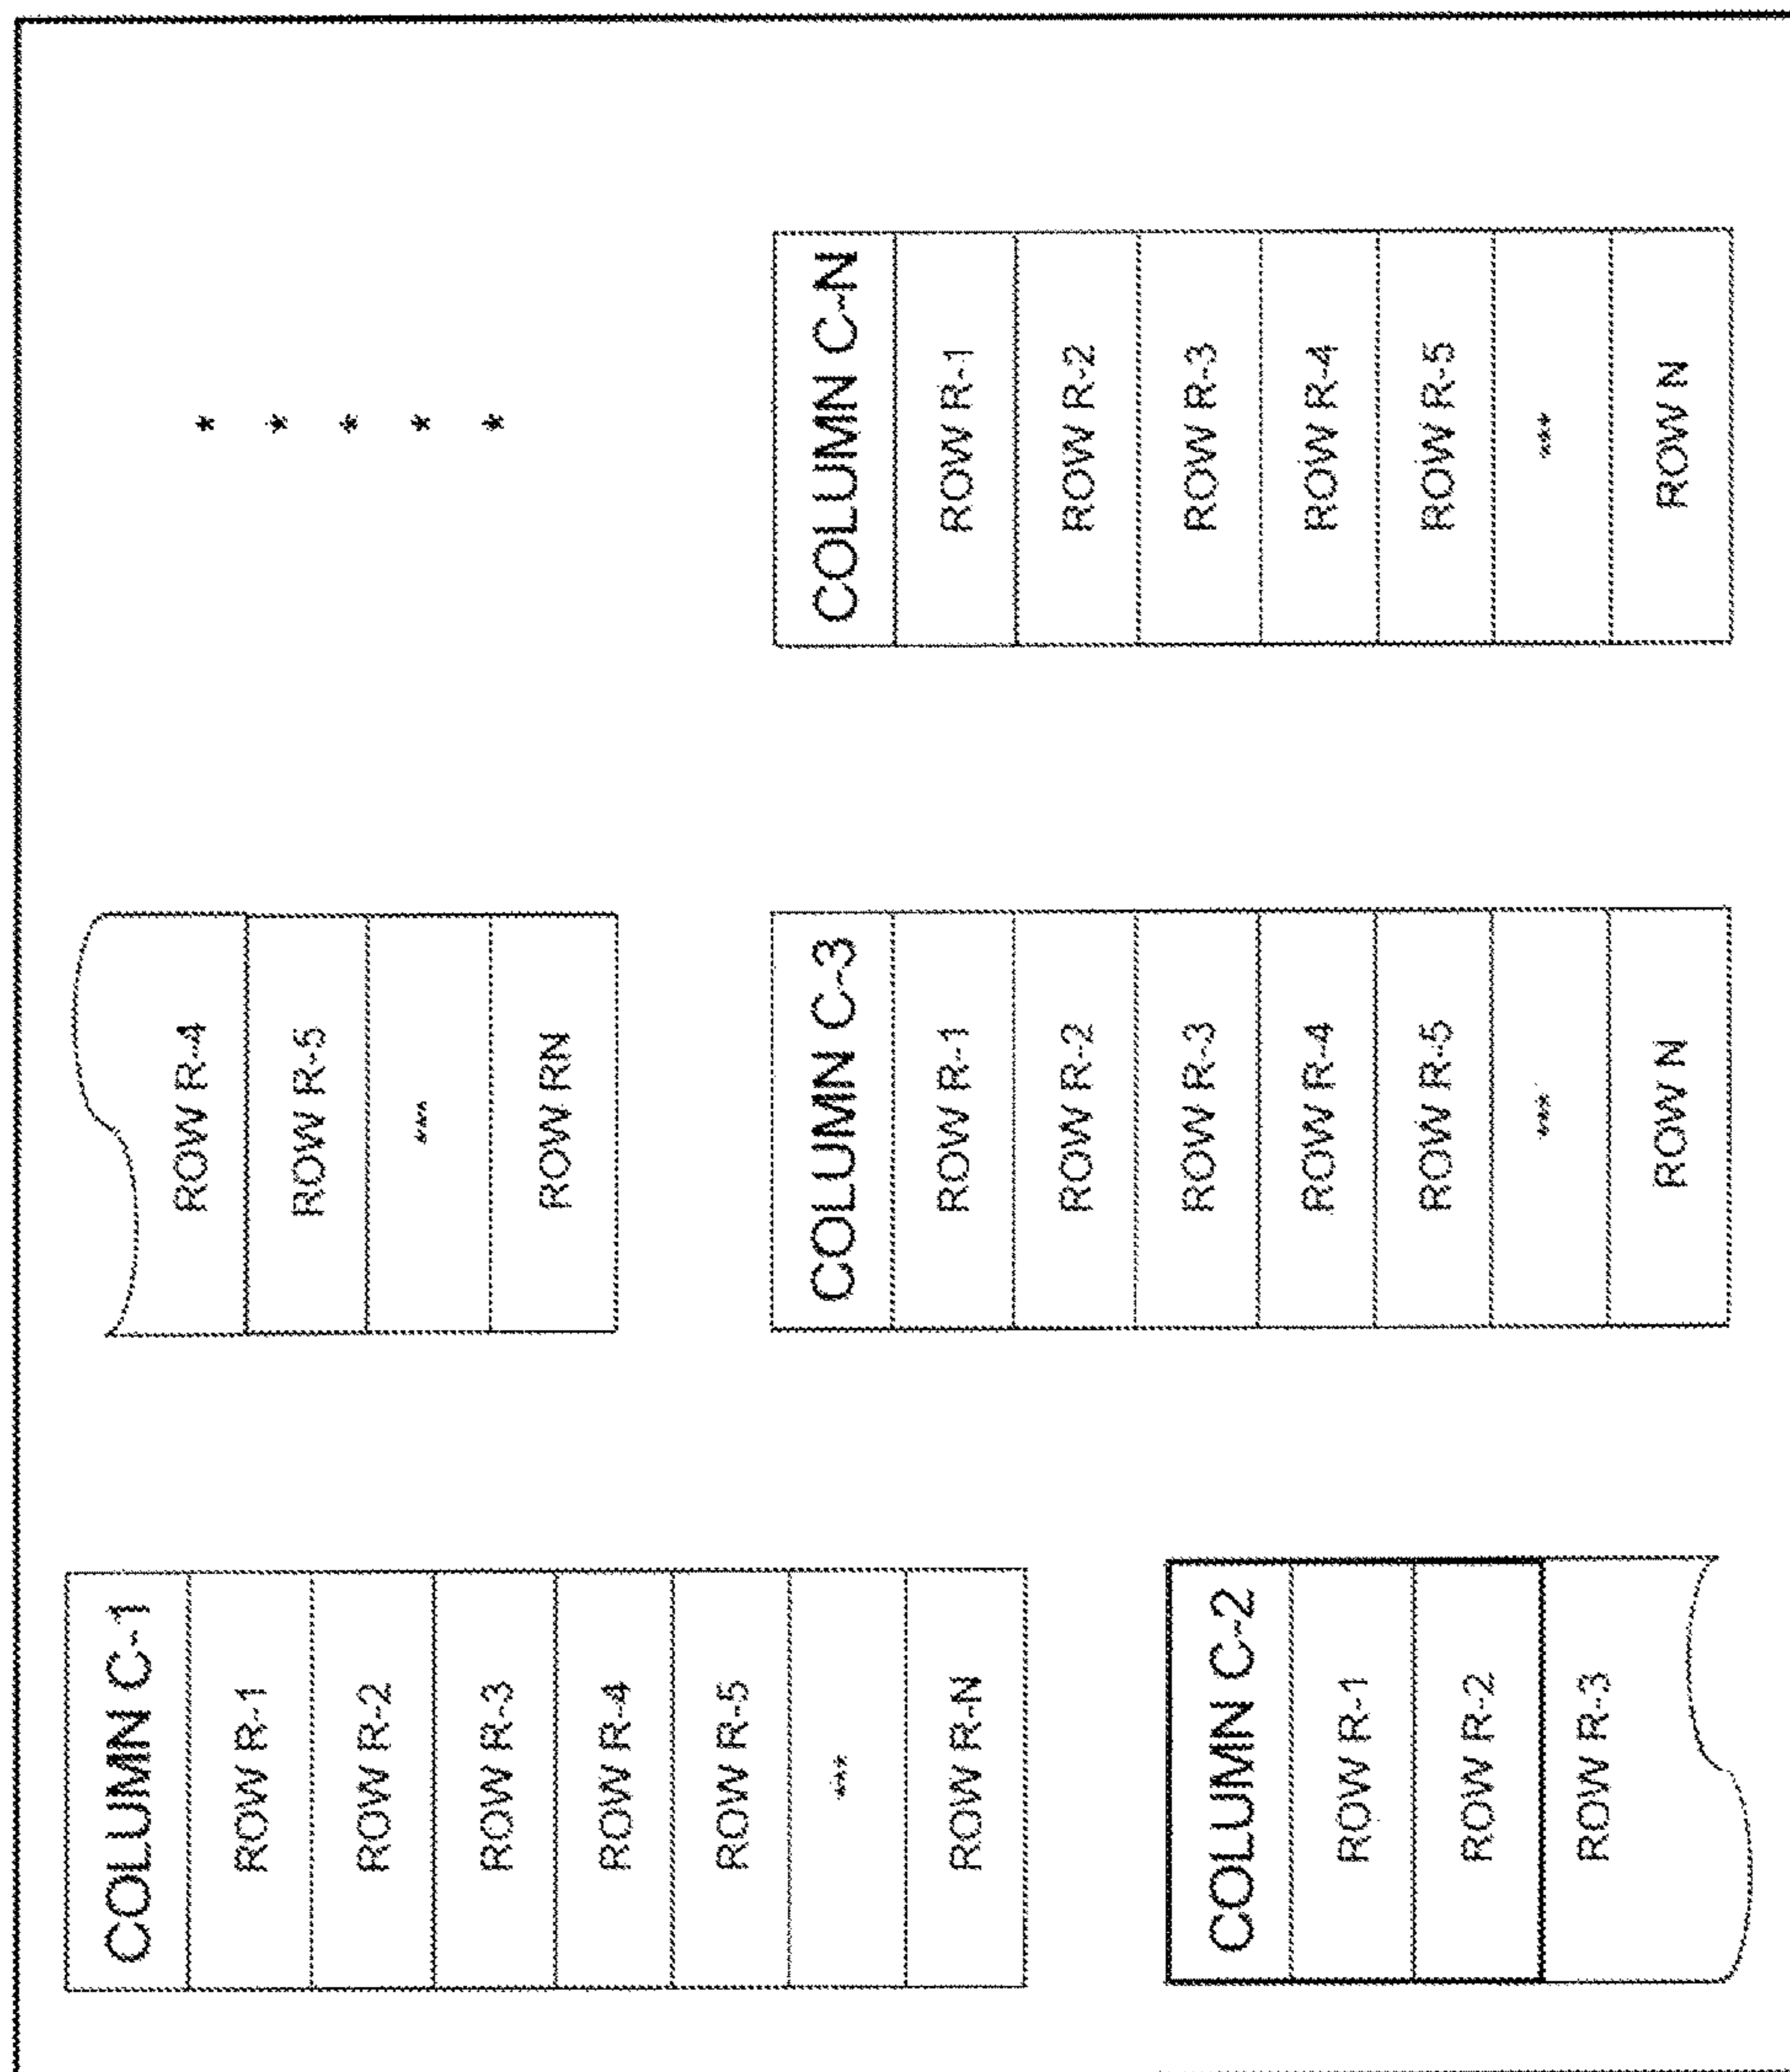 COLUMN C-1
ROW R-1
ROW R-2
ROW R-3
ROW R-4
ROW R-5
***
ROW R-N
COLUMN C-2
ROW R-1
ROW R-2
ROW R-3
ROW R-4
ROW R-5
***
ROW RN
COLUMN C-3
ROW R-1
ROW R-2
ROW R-3
ROW R-4
ROW R-5
***
ROW N
*
*
*
*
*
COLUMN C-N
ROW R-1
ROW R-2
ROW R-3
ROW R-4
ROW R-5
***
ROW N